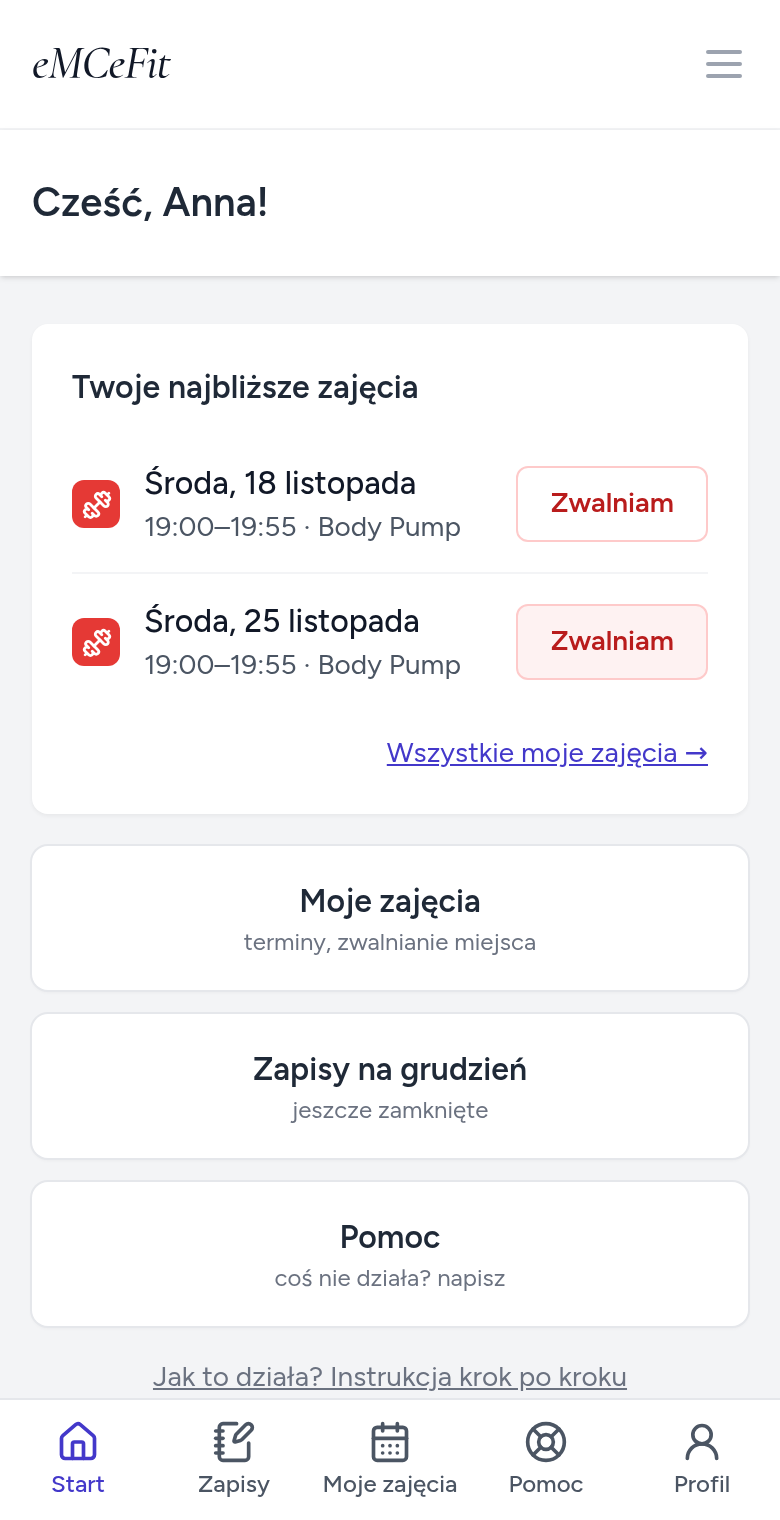 eMCeFit
Cześć, Anna!
Twoje najbliższe zajęcia
Środa, 18 listopada
19:00–19:55 · Body Pump
Zwalniam
Środa, 25 listopada
19:00–19:55 · Body Pump
Zwalniam
Wszystkie moje zajęcia →
Moje zajęcia
terminy, zwalnianie miejsca
Zapisy na grudzień
jeszcze zamknięte
Pomoc
coś nie działa? napisz
Jak to działa? Instrukcja krok po kroku
Start
Zapisy
Moje zajęcia
Pomoc
Profil